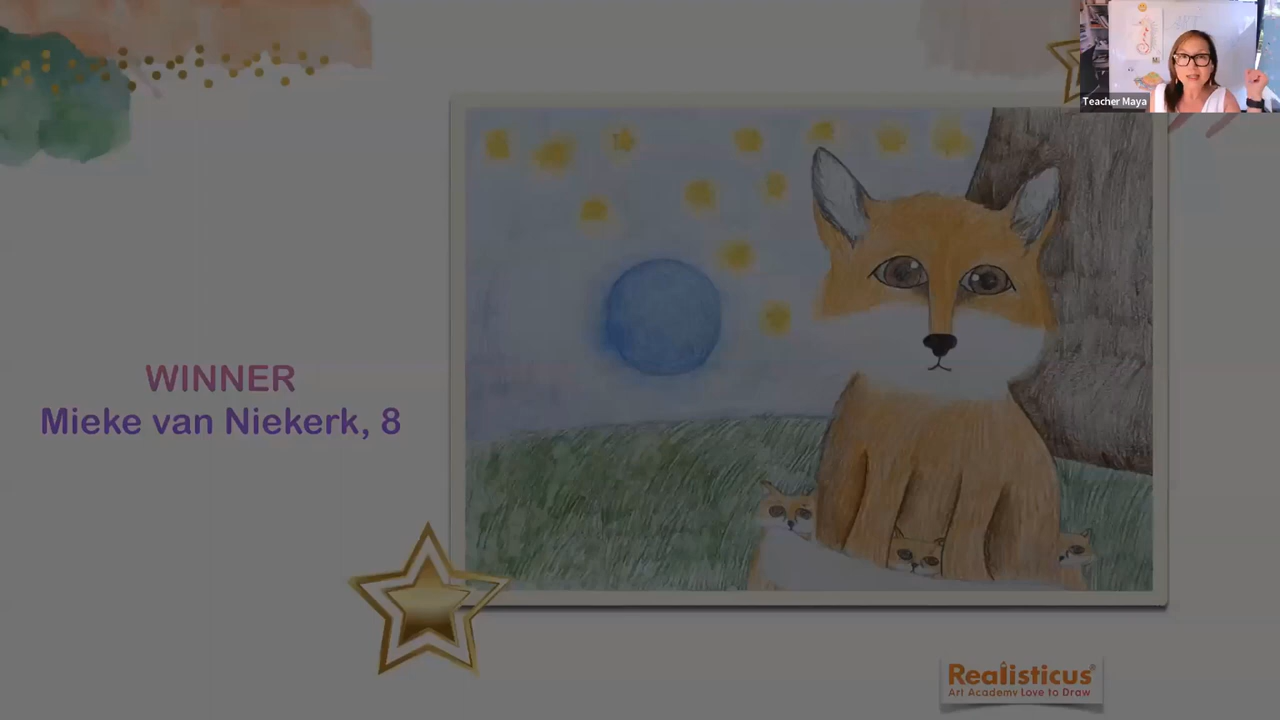 Teacher Maya
WINNER
Mieke van Niekerk, 8
Realisticus®
Art Academy Love to Draw